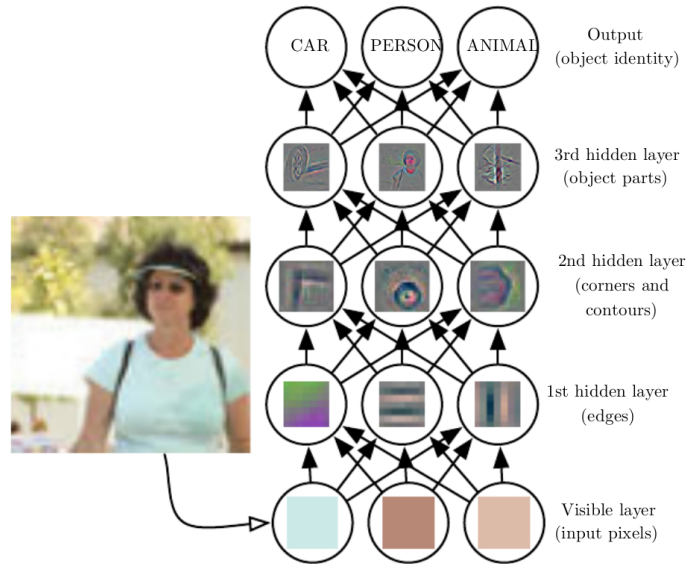 CAR PERSON ANIMAL
Output
(object identity)
3rd hidden layer
(object parts)
2nd hidden layer
(corners and
contours)
1st hidden layer
(edges)
Visible layer
(input pixels)